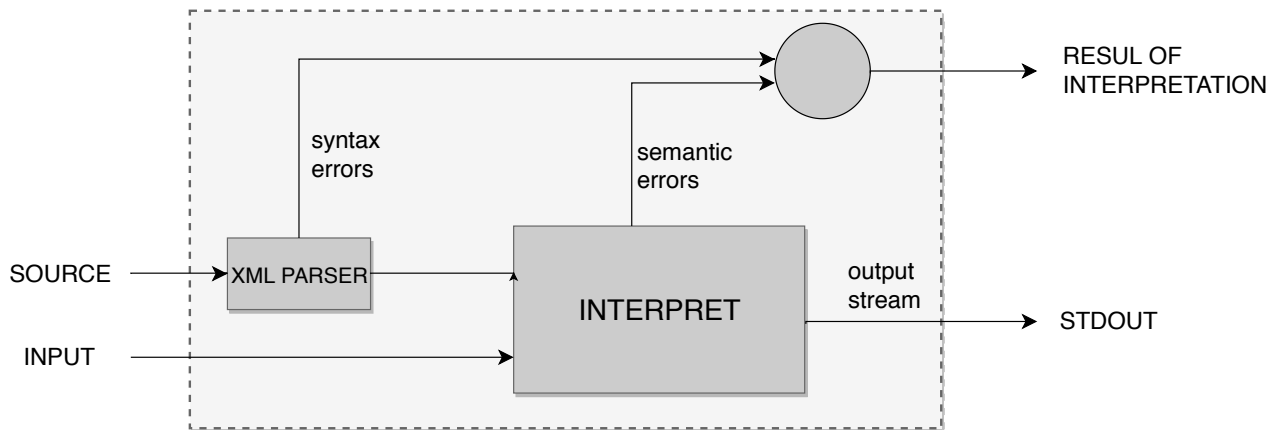 RESUL OF
INTERPRETATION
syntax
errors
semantic
errors
SOURCE
XML PARSER
INTERPRET
output
stream
STDOUT
INPUT